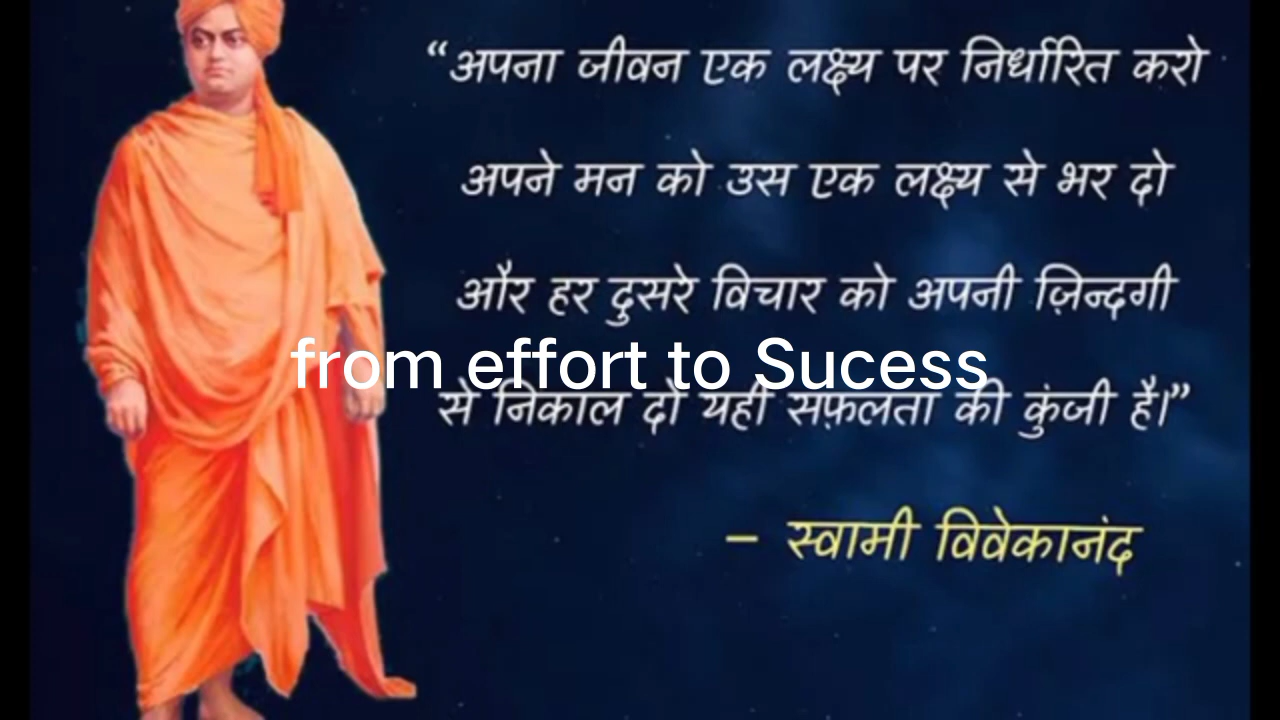 “अपना जीवन एक लक्ष्य पर निर्धारित करो
अपने मन को उस एक लक्ष्य से भर दो
और हर दुसरे विचार को अपनी ज़िन्दगी
from effort to Sucess
से निकाल दो यही सफ़लता की कुंजी है।”
– स्वामी विवेकानंद